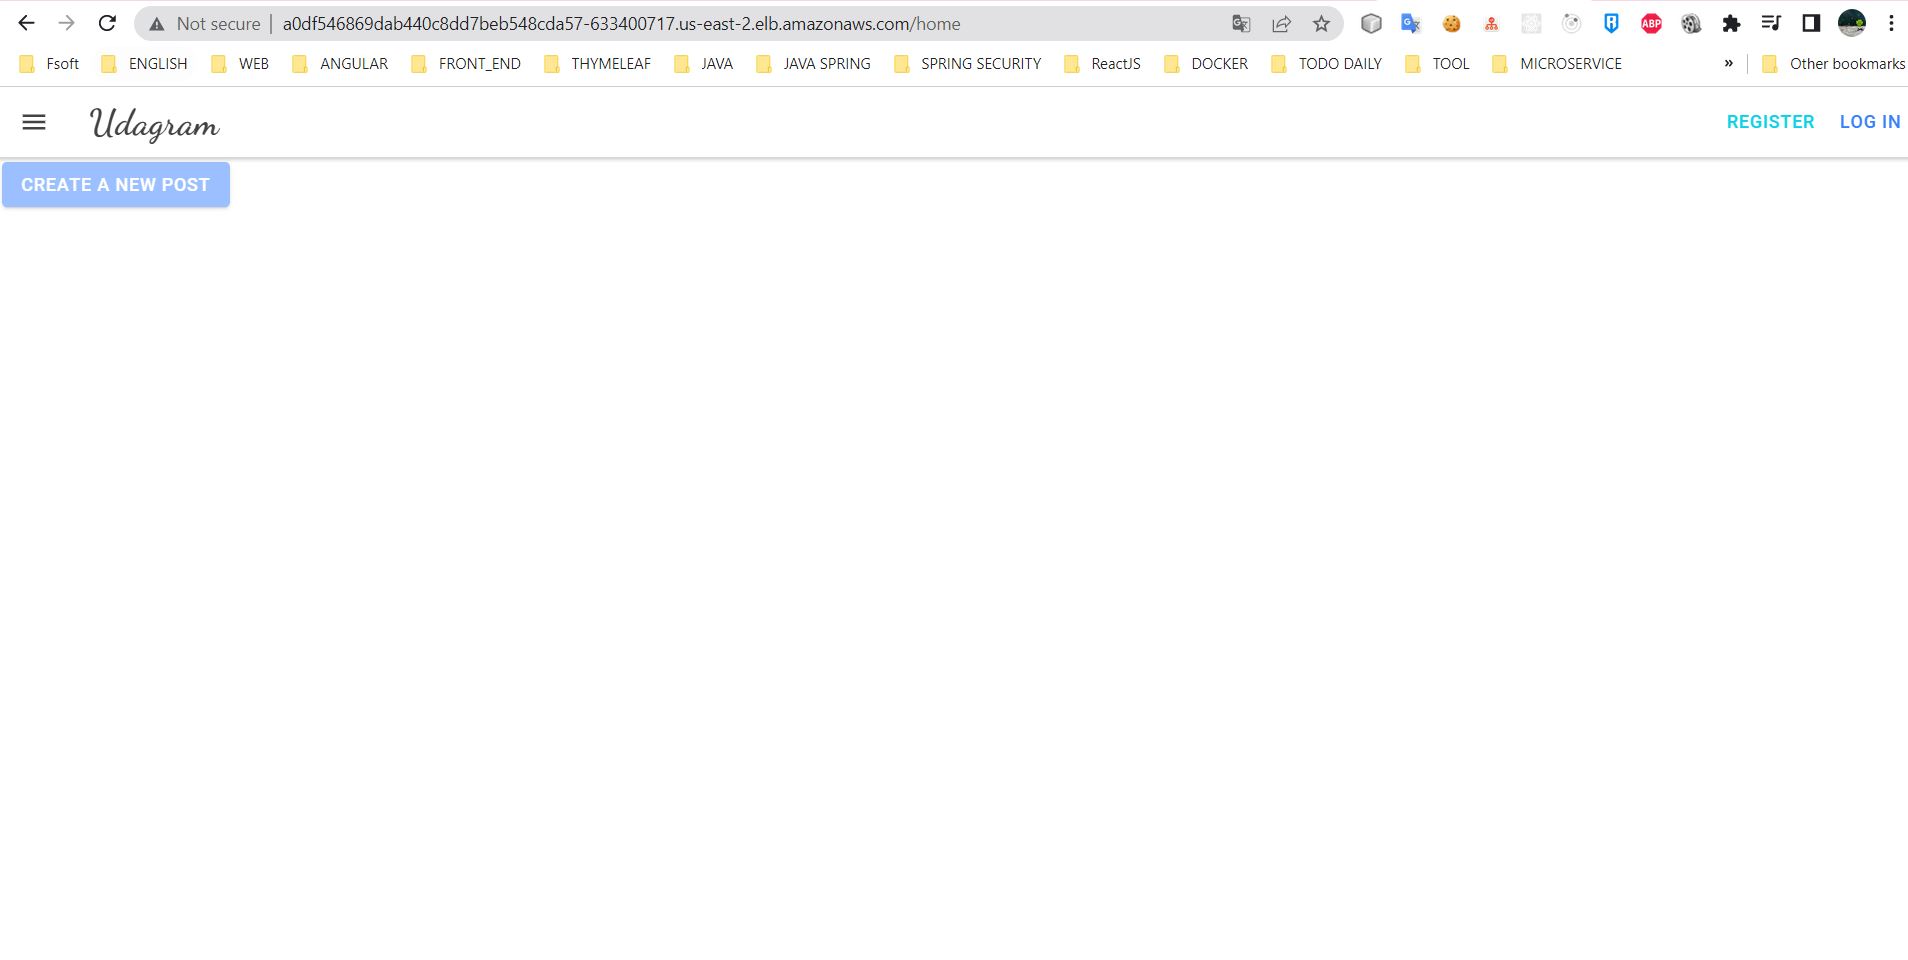 Not secure a0df546869dab440c8dd7beb548cda57-633400717.us-east-2.elb.amazonaws.com/home ABP
Fsoft ENGLISH WEB ANGULAR FRONT_END THYMELEAF JAVA JAVA SPRING SPRING SECURITY ReactJS DOCKER TODO DAILY TOOL MICROSERVICE » Other bookmarks
Udagram REGISTER LOG IN
CREATE A NEW POST